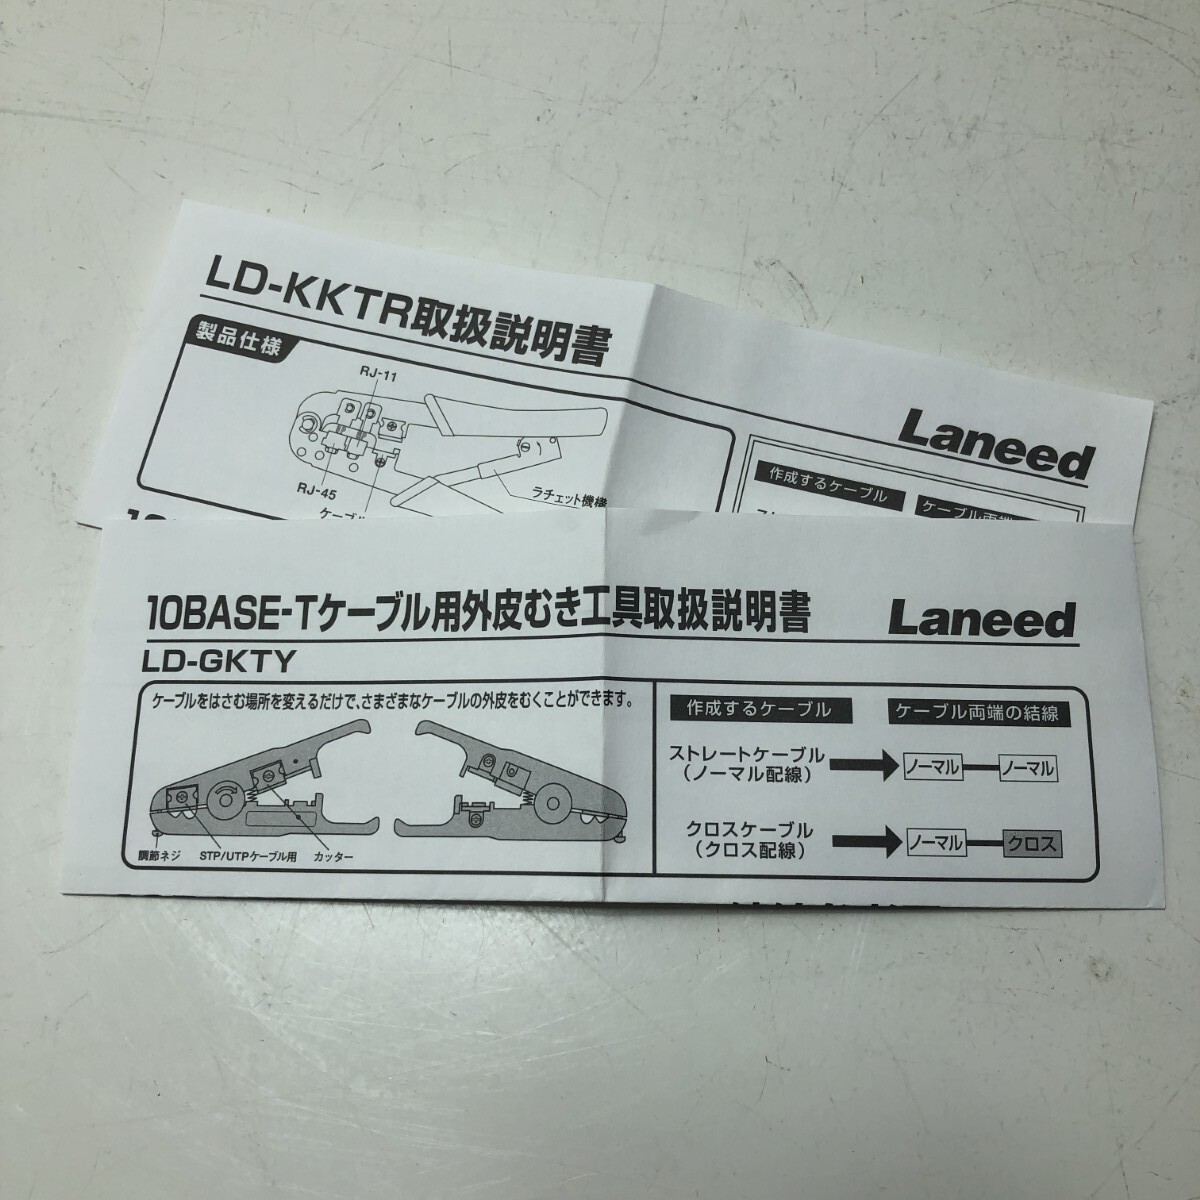 LD-KKTR取扱説明書
Laneed
製品仕様
RJ-11
RJ-45
ラチェット機構
作成するケーブル
ケーブル両端
10BASE-Tケーブル用外皮むき工具取扱説明書
Laneed
LD-GKTY
ケーブルをはさむ場所を変えるだけで、さまざまなケーブルの外皮をむくことができます。
調節ネジ
STP/UTPケーブル用
カッター
作成するケーブル
ケーブル両端の結線
ストレートケーブル
(ノーマル配線)
ノーマル
ノーマル
クロスケーブル
(クロス配線)
ノーマル
クロス